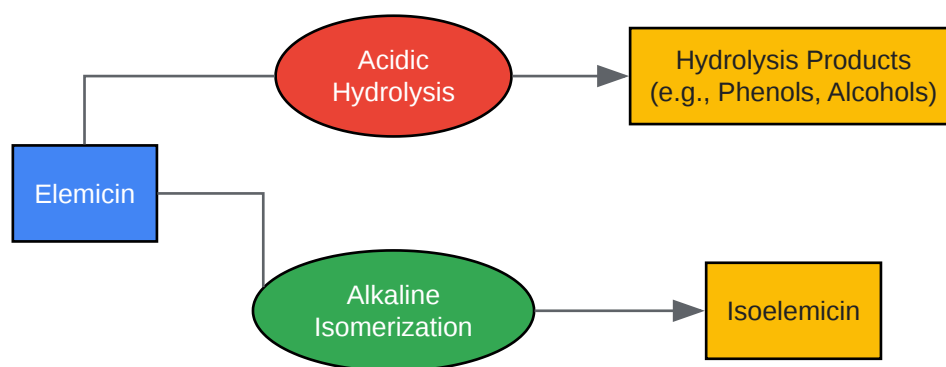 Acidic
Hydrolysis
Hydrolysis Products
(e.g., Phenols, Alcohols)
Elemicin
Alkaline
Isomerization
Isoelemicin